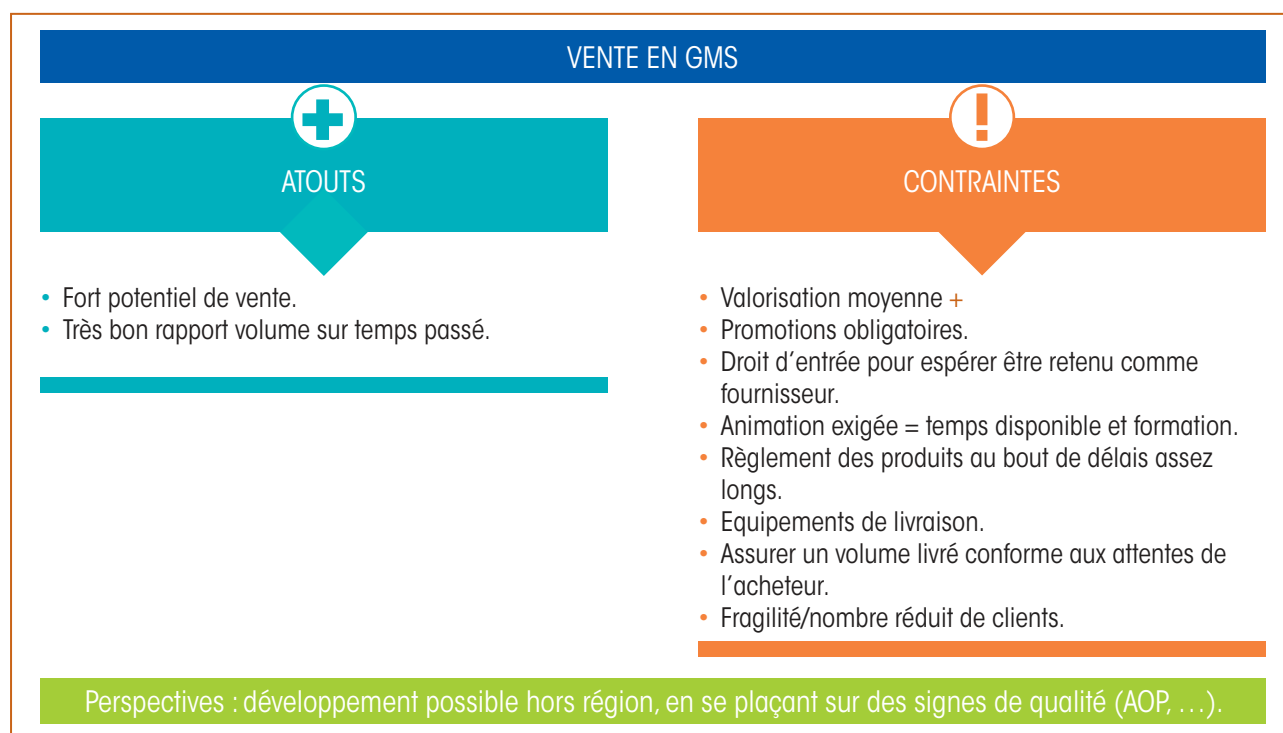 VENTE EN GMS
ATOUTS
• Fort potentiel de vente.
• Très bon rapport volume sur temps passé.
CONTRAINTES
• Valorisation moyenne +
• Promotions obligatoires.
• Droit d'entrée pour espérer être retenu comme
fournisseur.
• Animation exigée = temps disponible et formation.
• Règlement des produits au bout de délais assez
longs.
• Equipements de livraison.
• Assurer un volume livré conforme aux attentes de
l'acheteur.
• Fragilité/nombre réduit de clients.
Perspectives : développement possible hors région, en se plaçant sur des signes de qualité (AOP, ...).